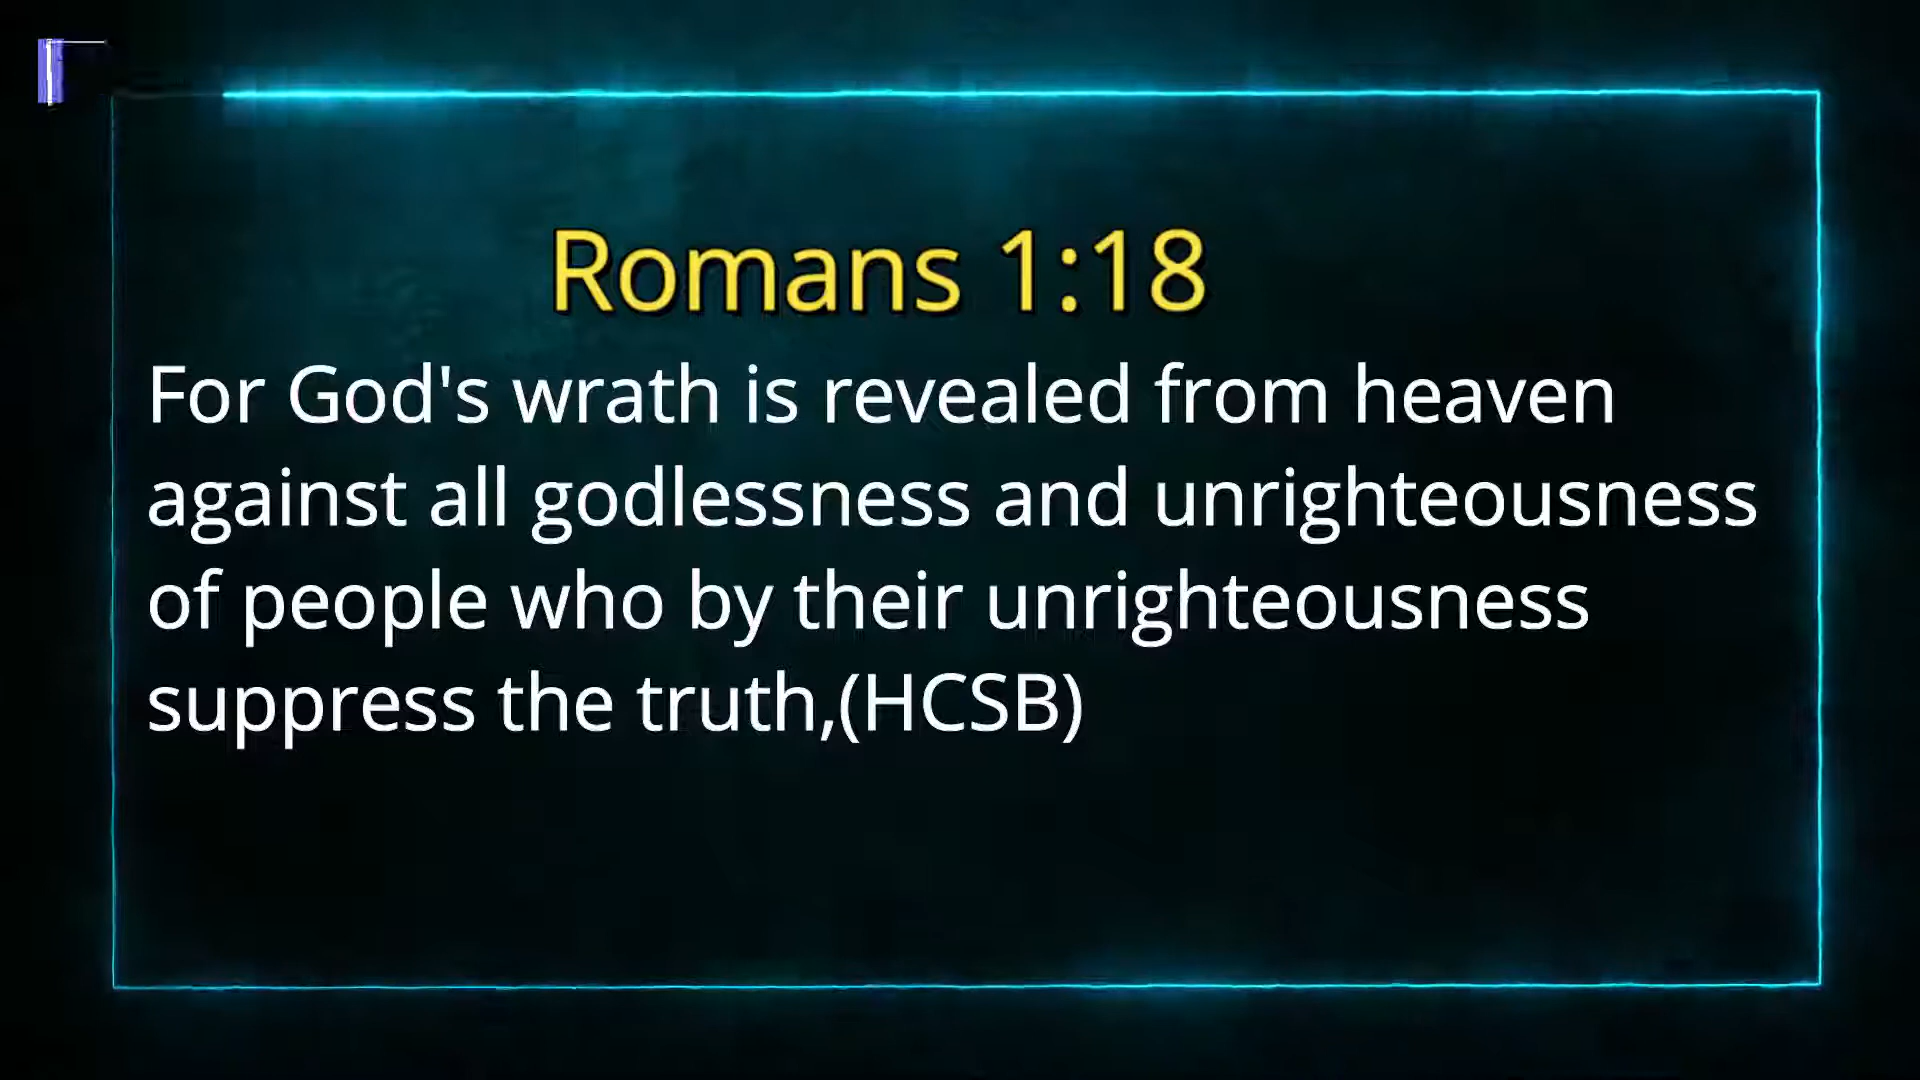 Romans 1:18
For God's wrath is revealed from heaven
against all godlessness and unrighteousness
of people who by their unrighteousness
suppress the truth,(HCSB)